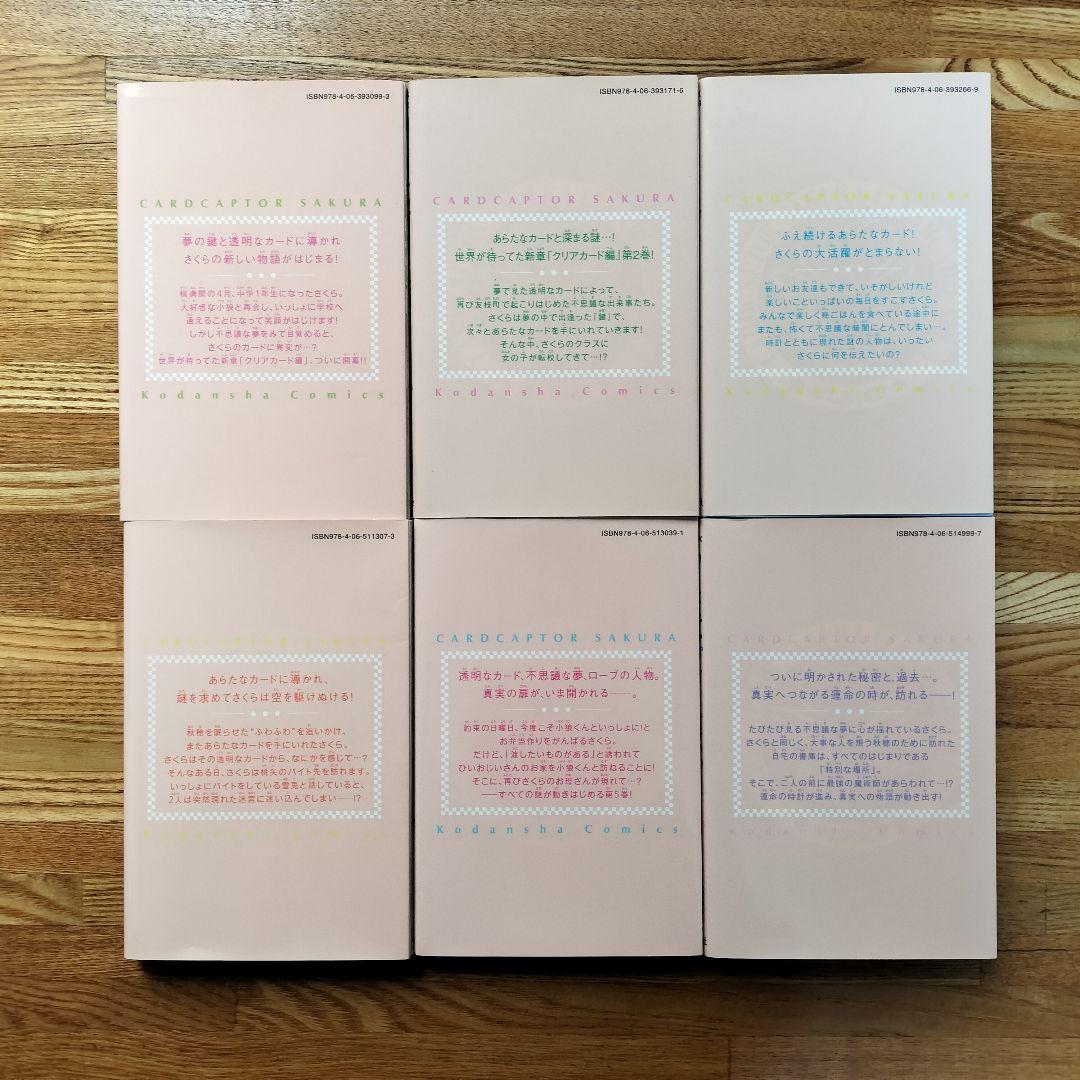 ISBN978-4-06-393099-3
CARDCAPTOR SAKURA
夢の鍵と透明なカードに導かれ
さくらの新しい物語がはじまる!
桜満開の4月、中学1年生になったさくら。
大好きな小狼と再会し、いっしょに学校へ
通えることになって笑顔がはじけます!
しかし不思議な夢をみて目覚めると、
さくらのカードに異変が…?
世界が待ってた新章「クリアカード編」、ついに開幕!!
Kodansha Comics
ISBN978-4-06-393171-6
CARDCAPTOR SAKURA
あらたなカードと深まる謎…!
世界が待ってた新章「クリアカード編」第2巻!
夢で見た透明なカードによって、
再び友枝町で起こりはじめた不思議な出来事たち。
さくらは夢の中で出逢った「鍵」で、
次々とあらたなカードを手にいれていきます!
そんな中、さくらのクラスに
女の子が転校してきて…!?
Kodansha Comics
ISBN978-4-06-393266-9
CARDCAPTOR SAKURA
ふえ続けるあらたなカード!
さくらの大活躍がとまらない!
新しいお友達もできて、いそがしいけれど
楽しいこといっぱいの毎日をすごすさくら。
みんなで楽しく晩ごはんを食べている途中に
またも、怖くて不思議な暗闇にとんでしまい…。
時計とともに現れた謎の人物は、いったい
さくらに何を伝えたいの?
Kodansha Comics
ISBN978-4-06-511307-3
CARDCAPTOR SAKURA
あらたなカードに導かれ、
謎を求めてさくらは空を駆けぬける!
秋穂を眠らせた"ふわふわ"を追いかけ、
またあらたなカードを手にいれたさくら。
さくらはその透明なカードから、なにかを感じて…?
そんなある日、さくらは桃矢のバイト先を訪れます。
いっしょにバイトをしている雪兎と話していると、
2人は突然現れた迷宮に迷い込んでしまい――!?
Kodansha Comics
ISBN978-4-06-513039-1
CARDCAPTOR SAKURA
透明なカード、不思議な夢、ローブの人物。
真実の扉が、いま開かれる――。
約束の日曜日、今度こそ小狼くんといっしょに!と
お弁当作りをがんばるさくら。
だけど、「渡したいものがある」と誘われて
ひいおじいさんのお家を小狼くんと訪ねることに!
そこに、再びさくらのお母さんが現れて…?
――すべての謎が動きはじめる第5巻!
Kodansha Comics
ISBN978-4-06-514999-7
CARDCAPTOR SAKURA
ついに明かされた秘密と、過去…。
真実へつながる運命の時が、訪れる――!
たびたび見る不思議な夢に心が揺れているさくら。
さくらと同じく、大事な人を想う秋穂のために訪れた
自宅の書庫は、すべてのはじまりである
「特別な場所」。
そこで、二人の前に最強の魔術師があらわれて…!?
運命の時計が進み、真実への物語が動き出す!
Kodansha Comics